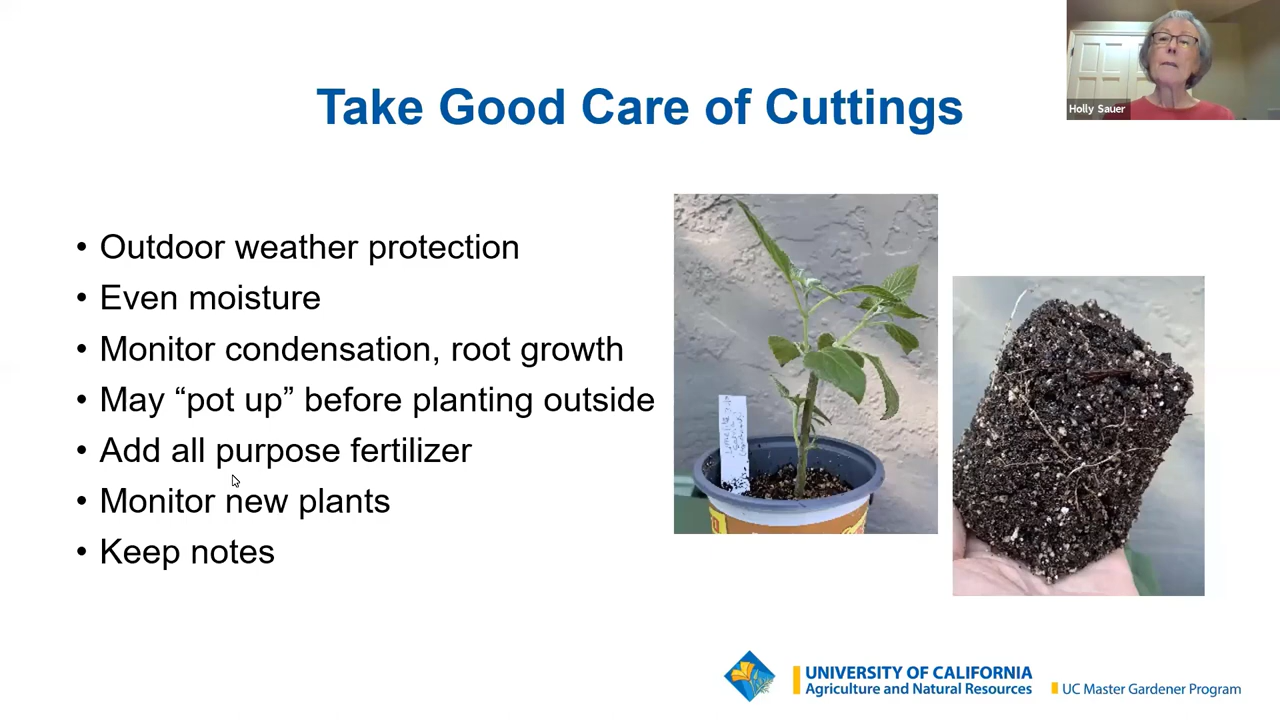 Take Good Care of Cuttings
Holly Sauer
• Outdoor weather protection
• Even moisture
• Monitor condensation, root growth
• May “pot up” before planting outside
• Add all purpose fertilizer
• Monitor new plants
• Keep notes
UNIVERSITY OF CALIFORNIA
Agriculture and Natural Resources
UC Master Gardener Program